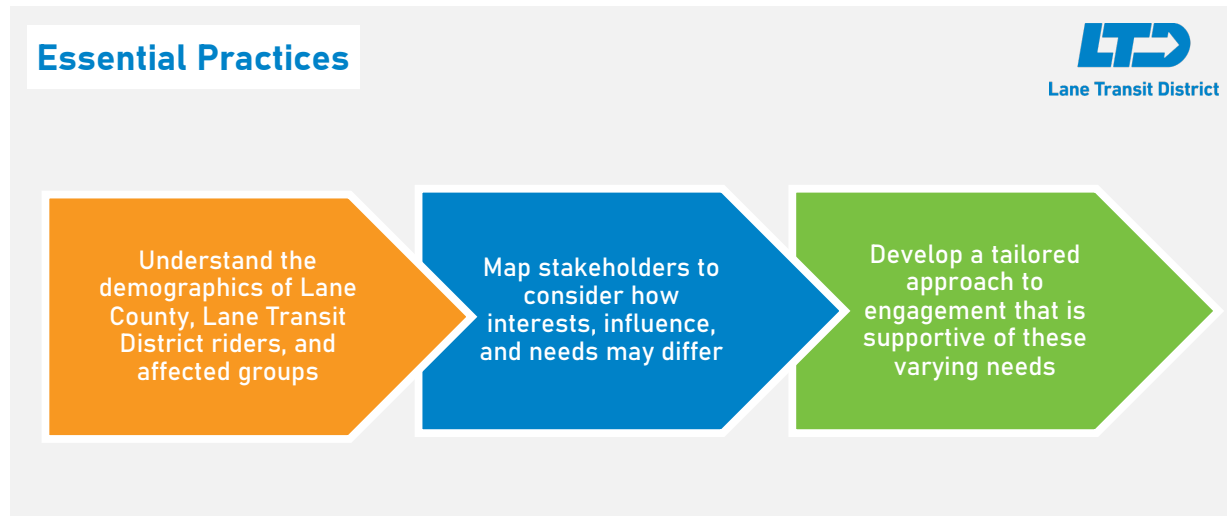 Essential Practices
LTD
Lane Transit District
Understand the
demographics of Lane
County, Lane Transit
District riders, and
affected groups
Map stakeholders to
consider how
interests, influence,
and needs may differ
Develop a tailored
approach to
engagement that is
supportive of these
varying needs